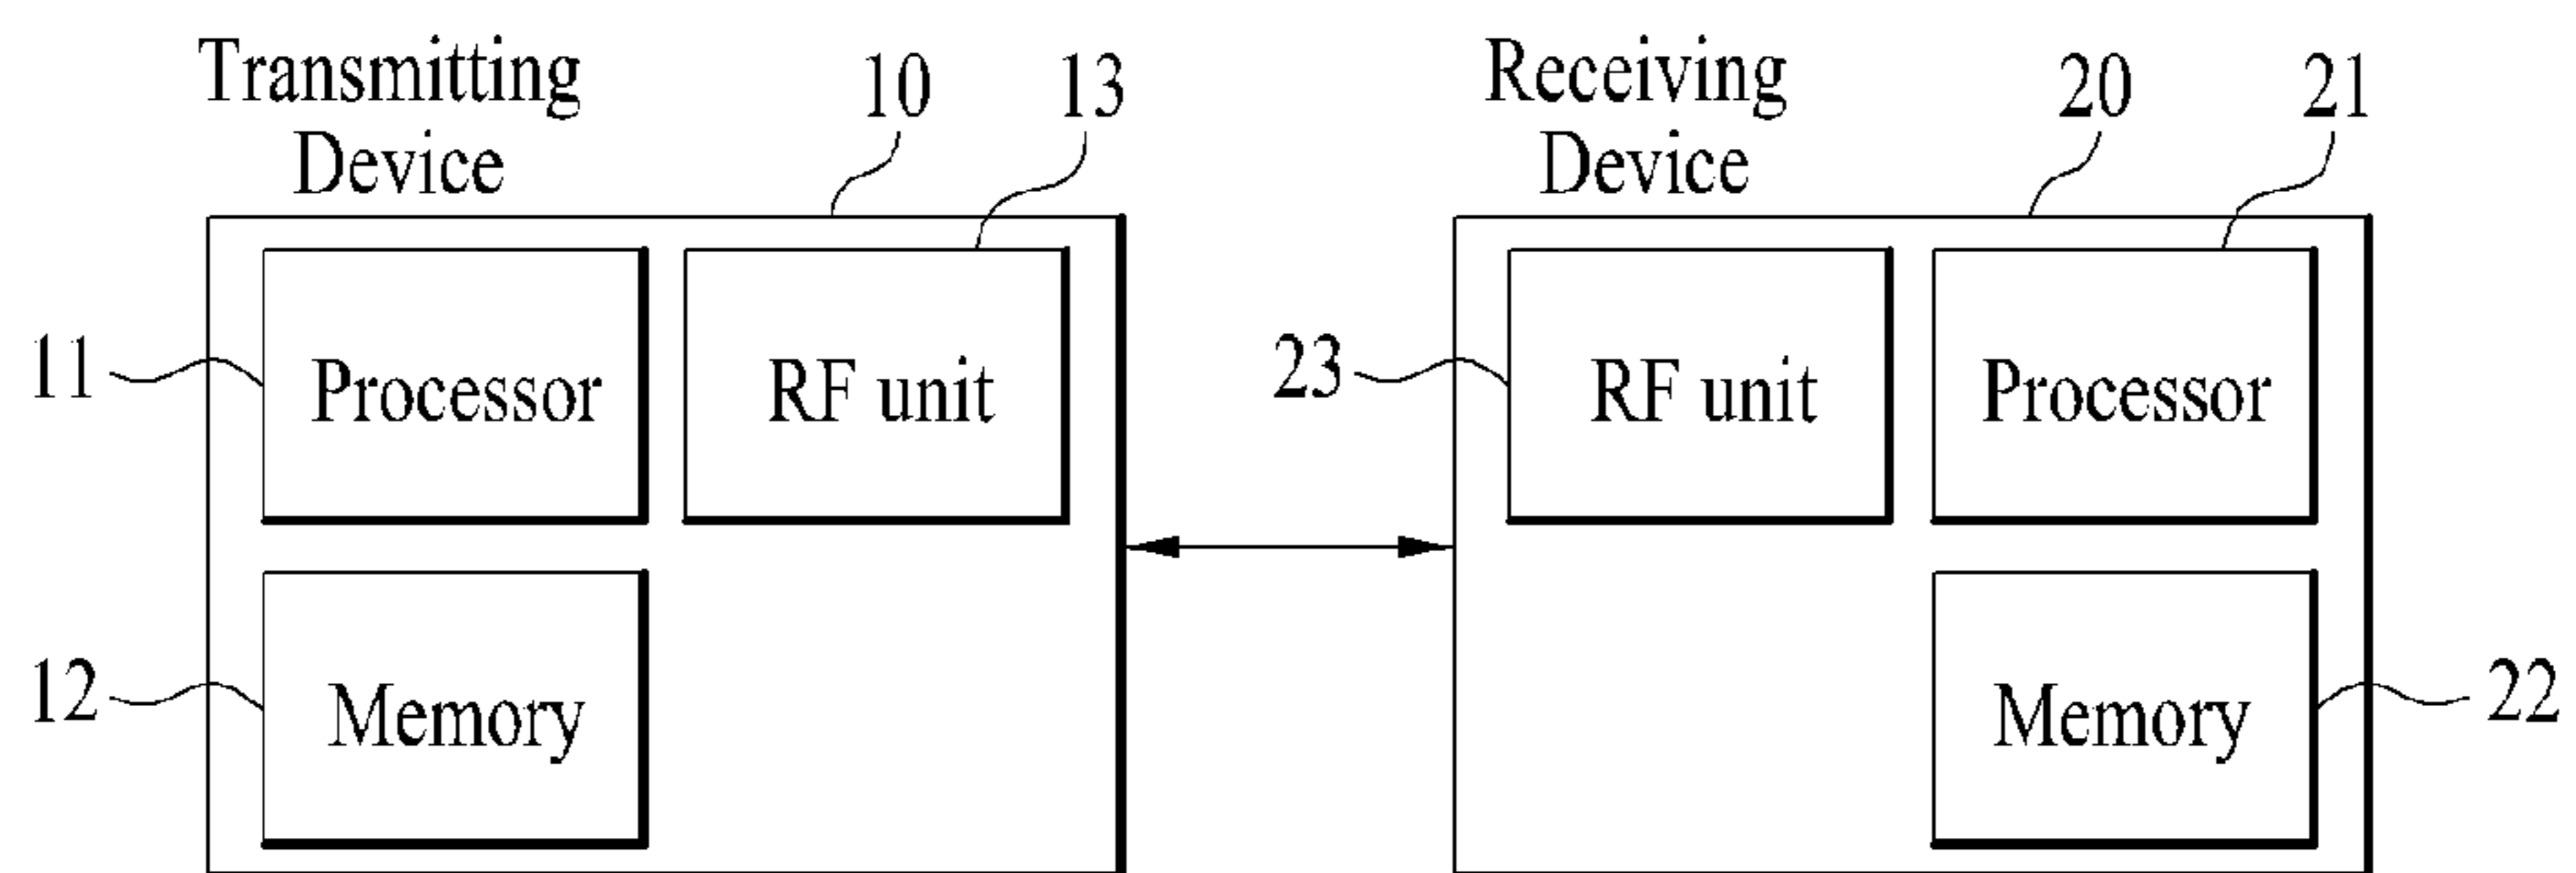 Transmitting
Device
10
13
Receiving
Device
20
21
11
Processor
RF unit
23
RF unit
Processor
12
Memory
Memory
22